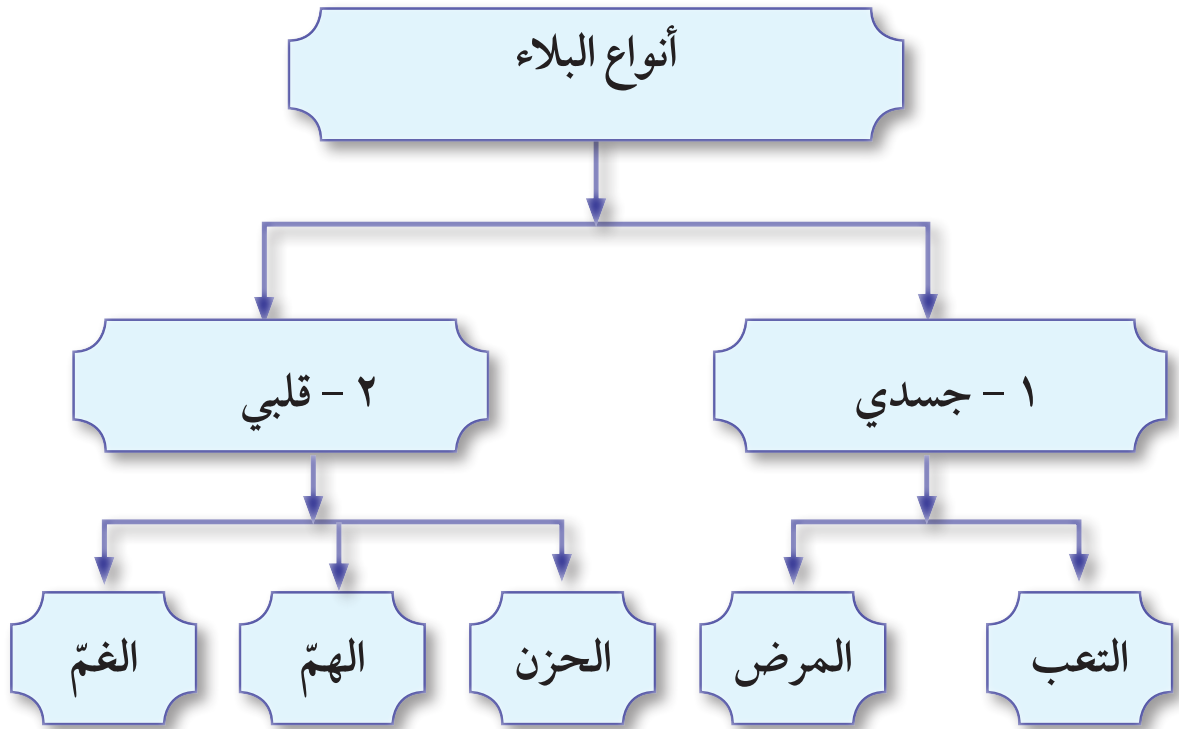 أنواع البلاء
١ - جسدي
٢ - قلبي
التعب
المرض
الحزن
الهمّ
الغمّ